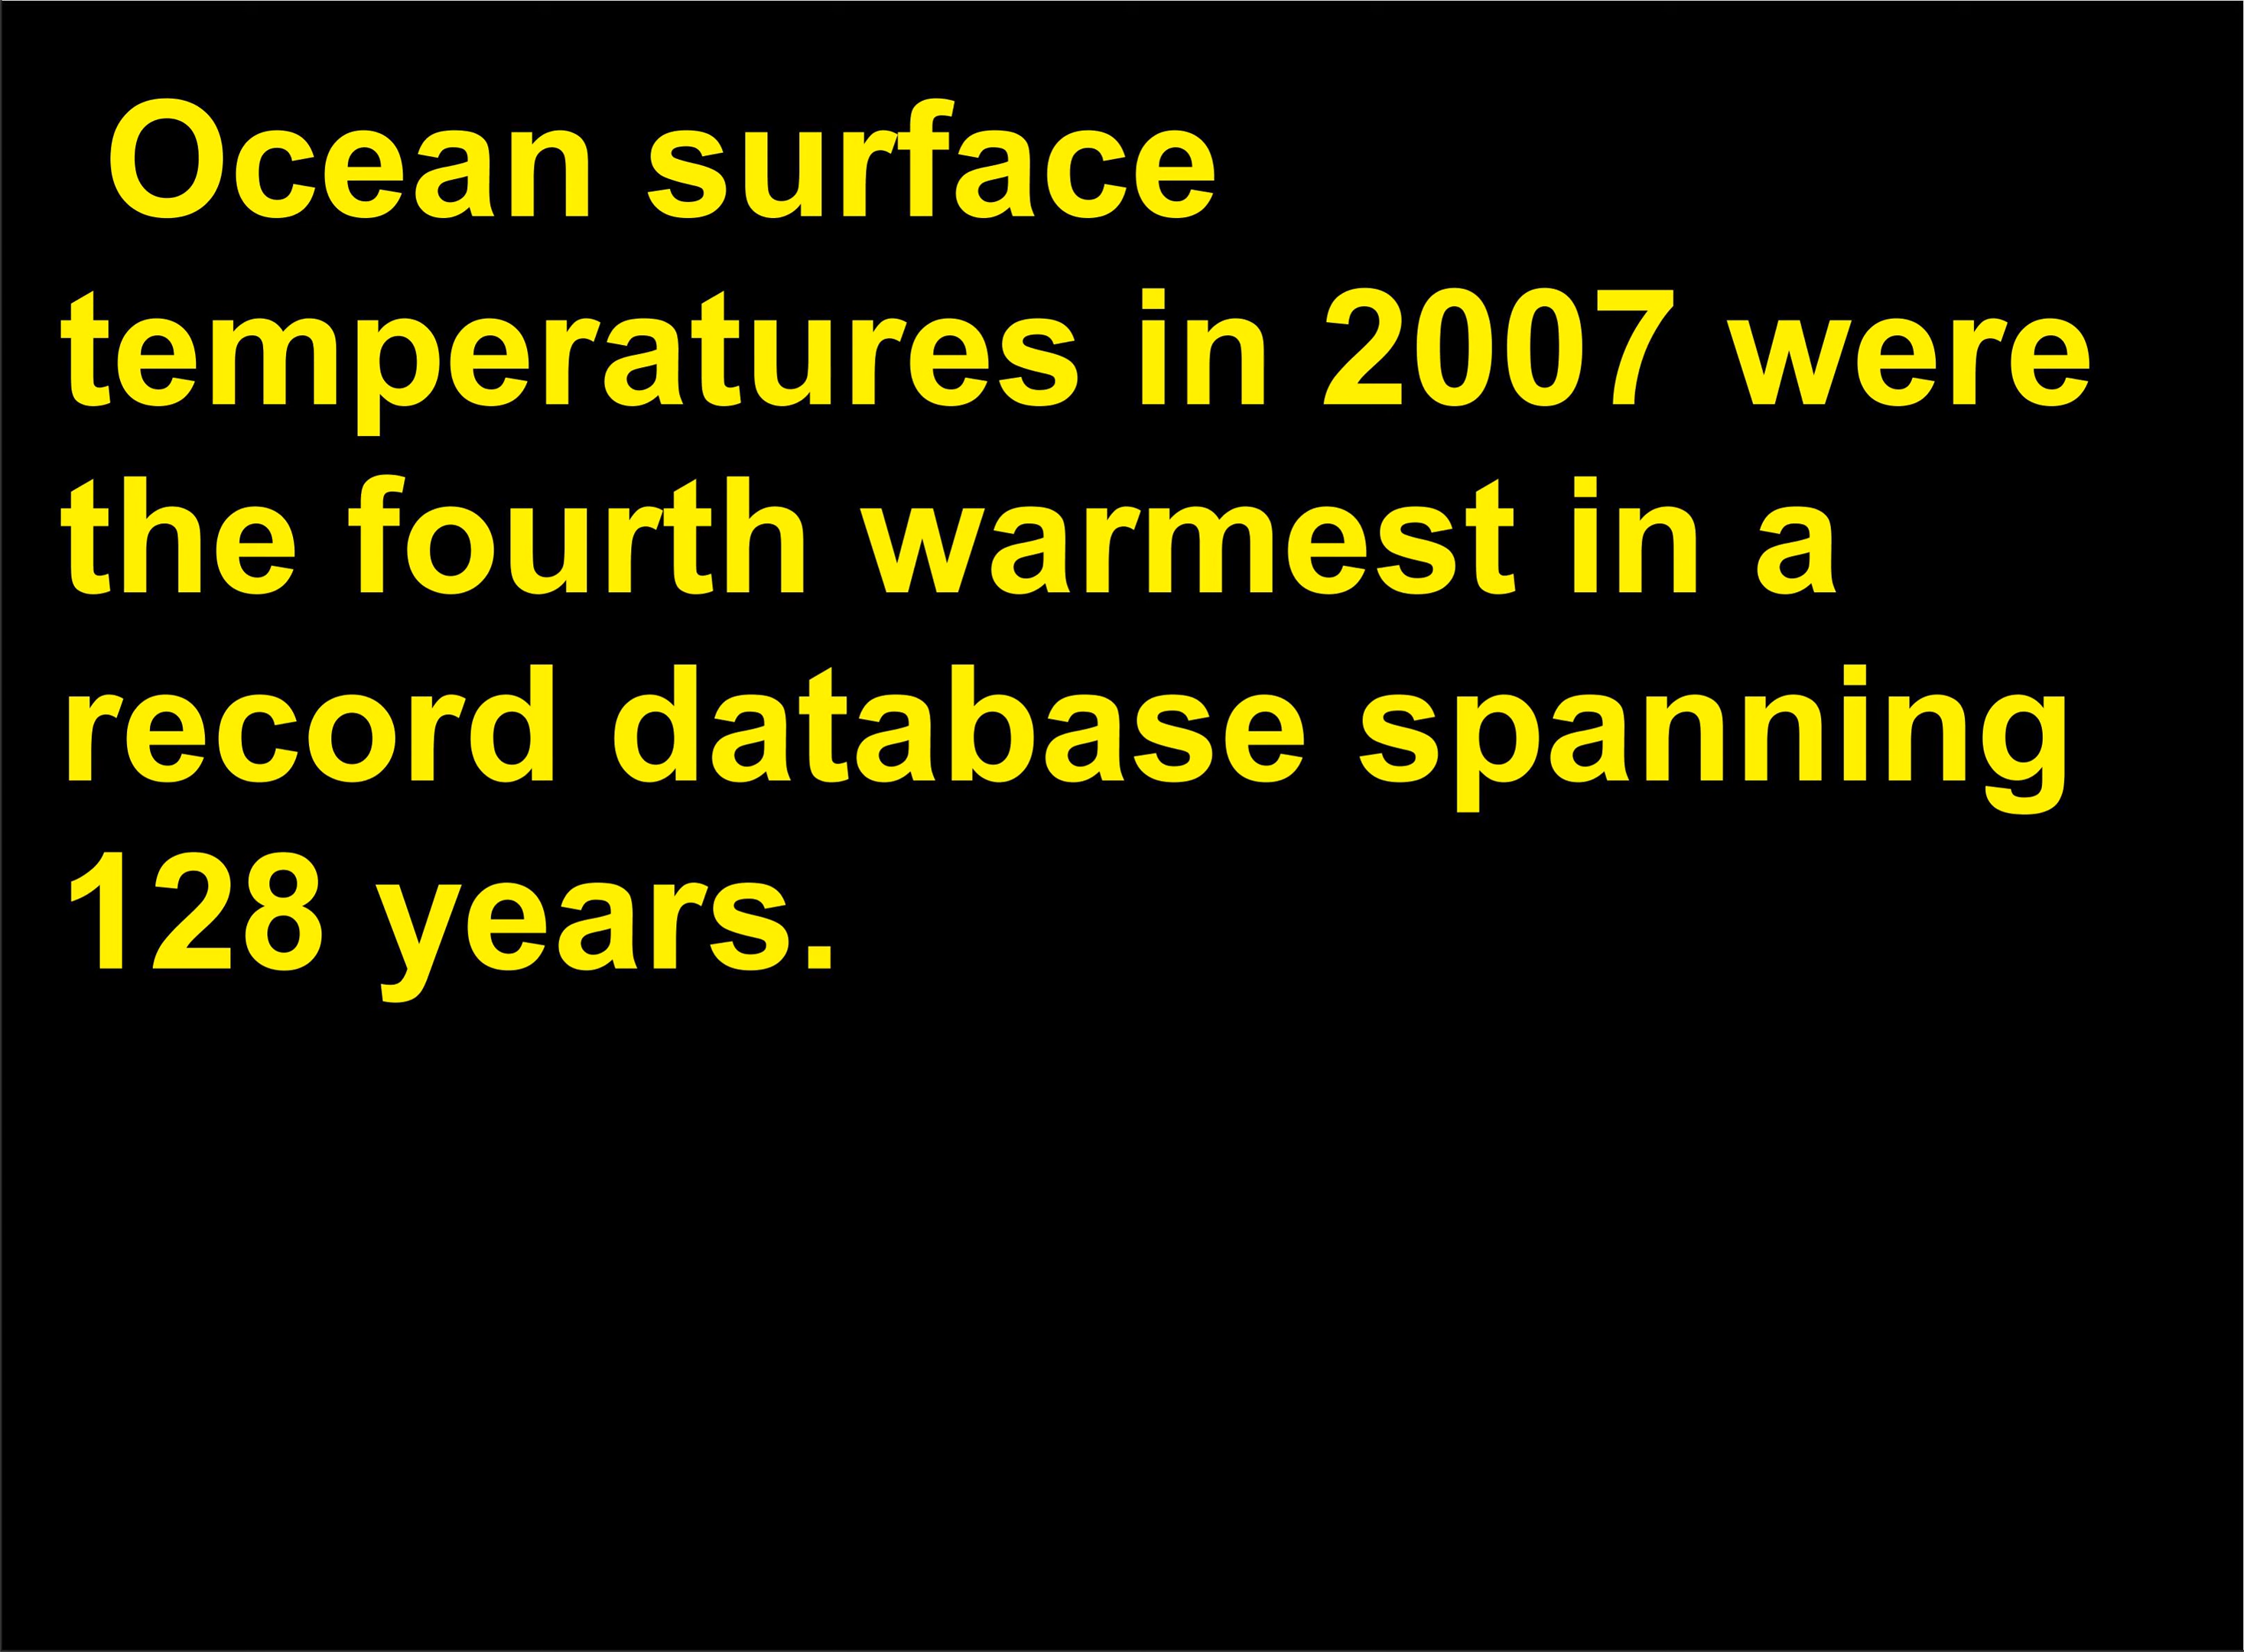 Ocean surface
temperatures in 2007 were
the fourth warmest in a
record database spanning
128 years.